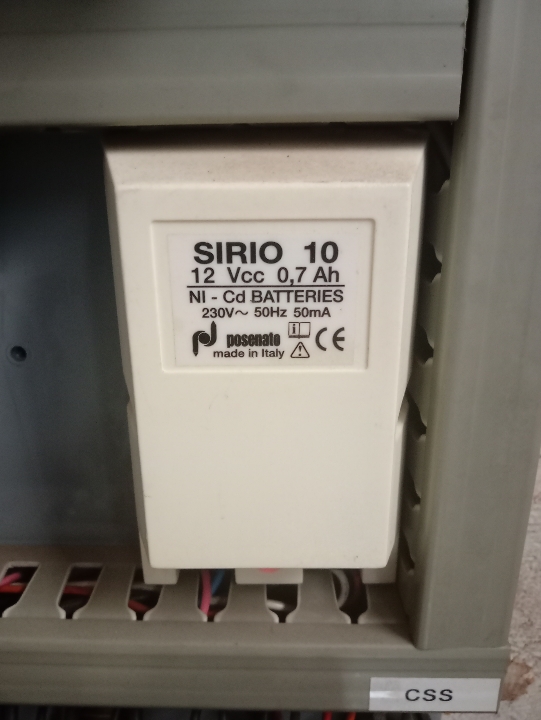 SIRIO 10
12 Vcc 0,7 Ah
NI - Cd BATTERIES
230V~ 50Hz 50mA
posenato CE
made in Italy
CSS